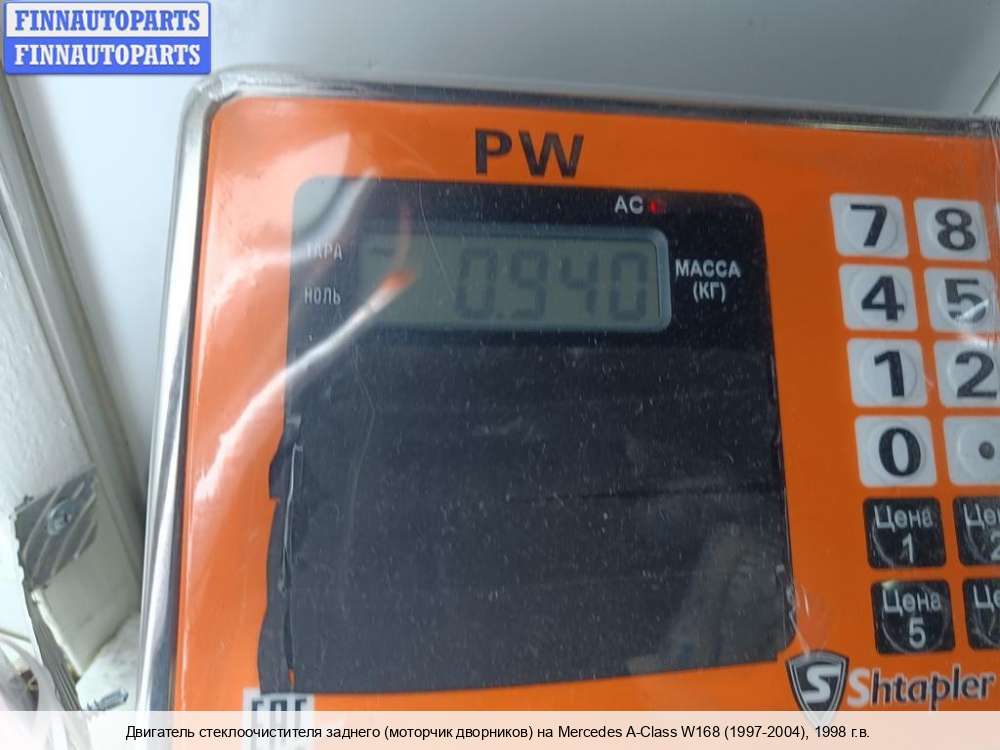 FINNAUTOPARTS
FINNAUTOPARTS
PW
AC
ТАРА
НОЛЬ
0.940
МАССА
(КГ)
7 8
4 5
1 2
0 .
Цена
1
Цена
5
Shtapler
EAC
Двигатель стеклоочистителя заднего (моторчик дворников) на Mercedes A-Class W168 (1997-2004), 1998 г.в.